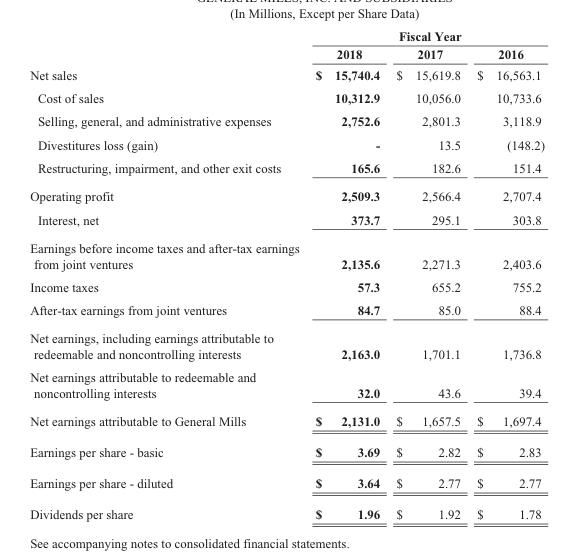 GENERAL MILLS, INC. AND SUBSIDIARIES
(In Millions, Except per Share Data)
Fiscal Year
2018 2017 2016
Net sales $ 15,740.4 $ 15,619.8 $ 16,563.1
Cost of sales 10,312.9 10,056.0 10,733.6
Selling, general, and administrative expenses 2,752.6 2,801.3 3,118.9
Divestitures loss (gain) - 13.5 (148.2)
Restructuring, impairment, and other exit costs 165.6 182.6 151.4
Operating profit 2,509.3 2,566.4 2,707.4
Interest, net 373.7 295.1 303.8
Earnings before income taxes and after-tax earnings
from joint ventures 2,135.6 2,271.3 2,403.6
Income taxes 57.3 655.2 755.2
After-tax earnings from joint ventures 84.7 85.0 88.4
Net earnings, including earnings attributable to
redeemable and noncontrolling interests 2,163.0 1,701.1 1,736.8
Net earnings attributable to redeemable and
noncontrolling interests 32.0 43.6 39.4
Net earnings attributable to General Mills $ 2,131.0 $ 1,657.5 $ 1,697.4
Earnings per share - basic $ 3.69 $ 2.82 $ 2.83
Earnings per share - diluted $ 3.64 $ 2.77 $ 2.77
Dividends per share $ 1.96 $ 1.92 $ 1.78
See accompanying notes to consolidated financial statements.